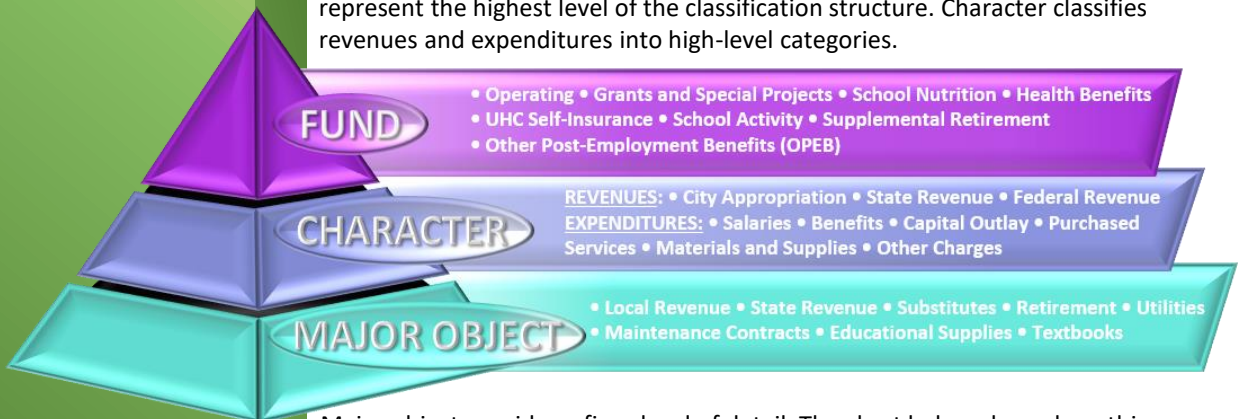 represent the highest level of the classification structure. Character classifies
revenues and expenditures into high-level categories.
FUND
• Operating • Grants and Special Projects • School Nutrition • Health Benefits
• UHC Self-Insurance • School Activity • Supplemental Retirement
• Other Post-Employment Benefits (OPEB)
CHARACTER
REVENUES: • City Appropriation • State Revenue • Federal Revenue
EXPENDITURES: • Salaries • Benefits • Capital Outlay • Purchased
Services • Materials and Supplies • Other Charges
MAJOR OBJECT
• Local Revenue • State Revenue • Substitutes • Retirement • Utilities
• Maintenance Contracts • Educational Supplies • Textbooks